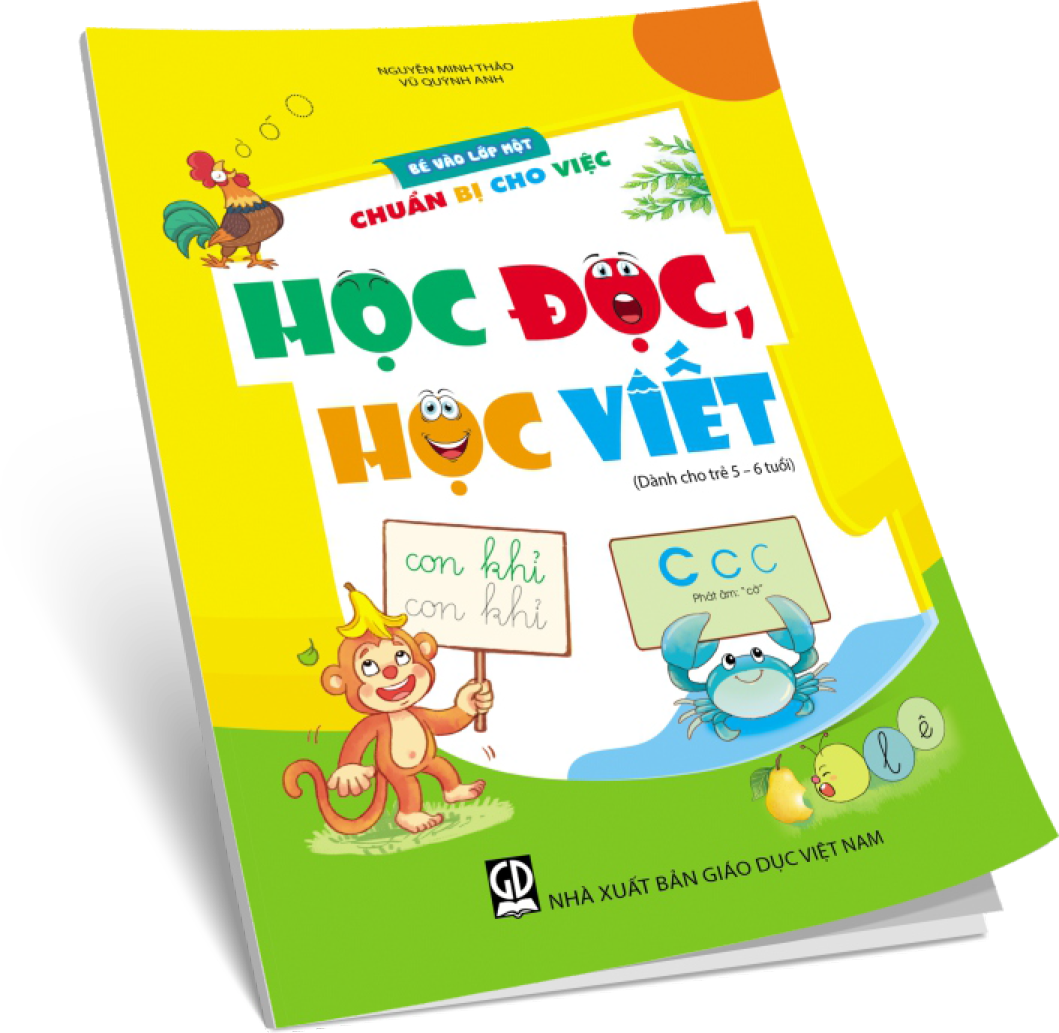 NGUYỄN MINH THẢO
VŨ QUỲNH ANH
BÉ VÀO LỚP MỘT
CHUẨN BỊ CHO VIỆC
HỌC ĐỌC,
HỌC VIẾT
(Dành cho trẻ 5 – 6 tuổi)
con khỉ
con khỉ
C C C
Phát âm: "cờ"
l ê
GD
NHÀ XUẤT BẢN GIÁO DỤC VIỆT NAM